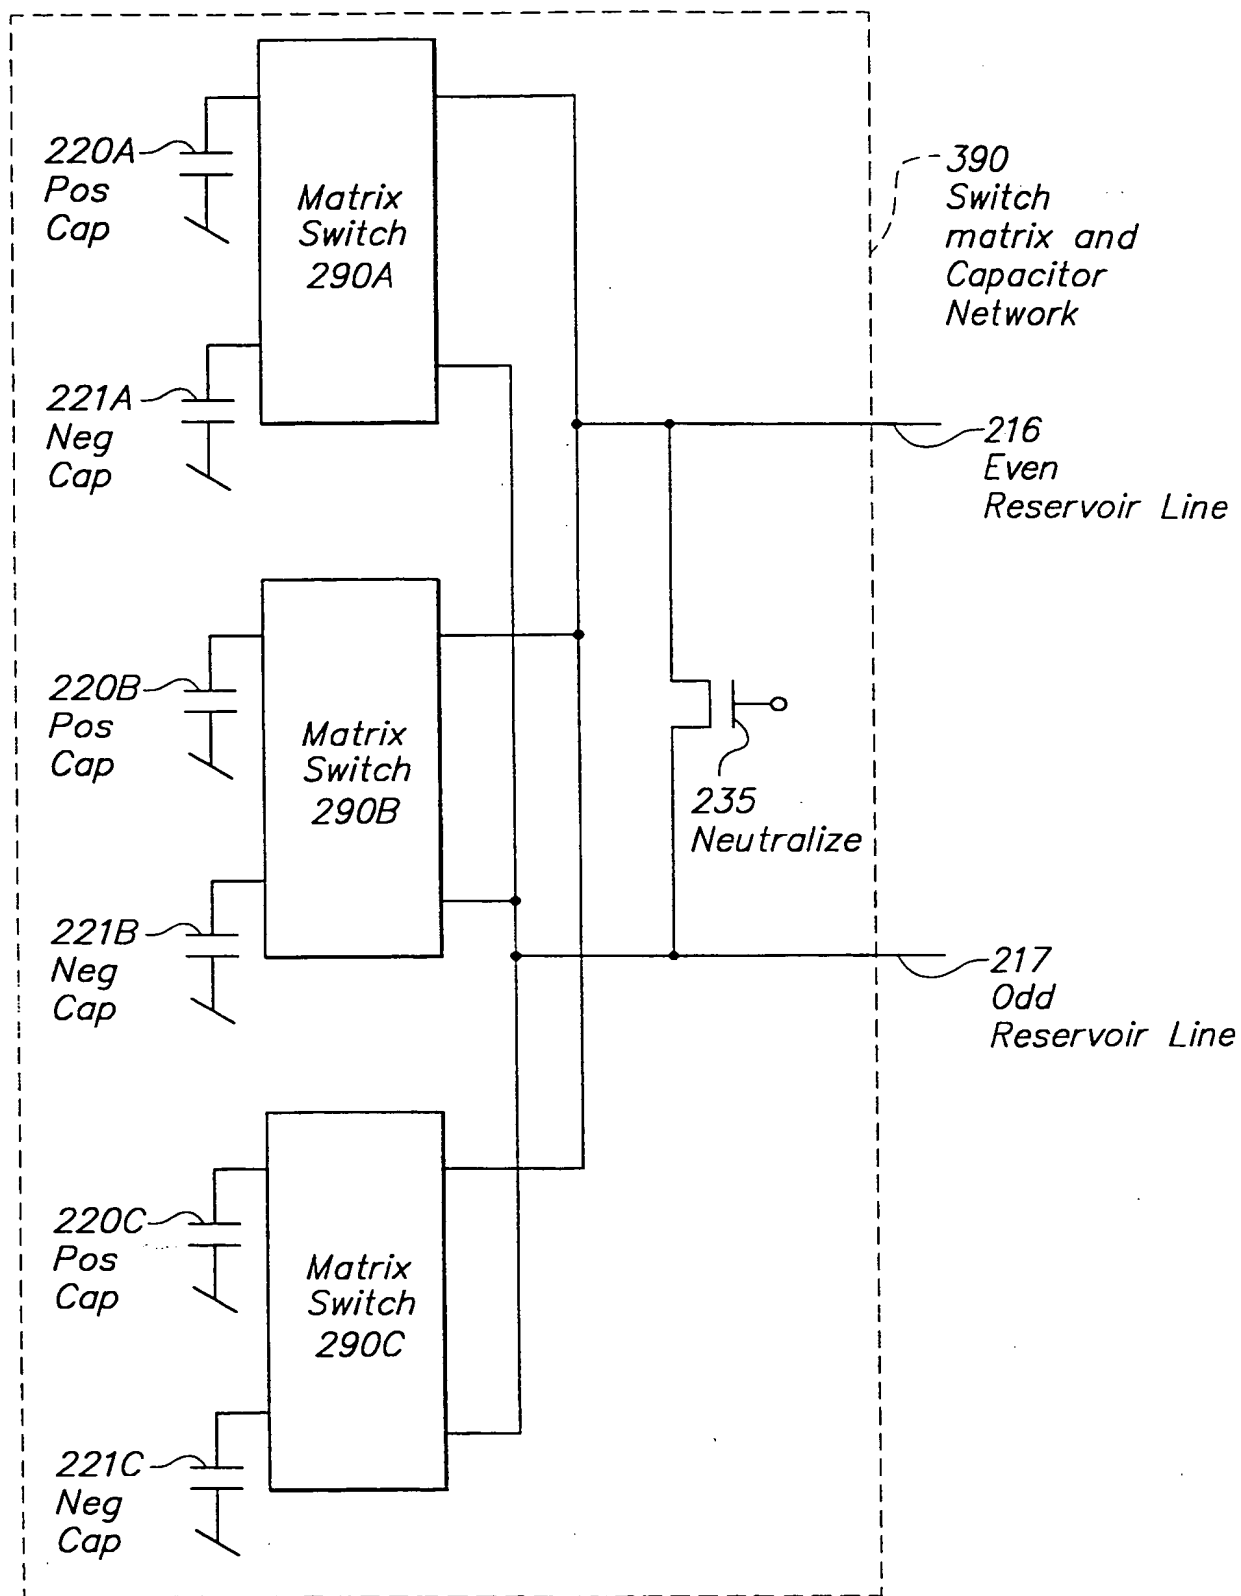 220A
Pos
Cap
Matrix
Switch
290A
390
Switch
matrix and
Capacitor
Network
221A
Neg
Cap
216
Even
Reservoir Line
220B
Pos
Cap
Matrix
Switch
290B
235
Neutralize
221B
Neg
Cap
217
Odd
Reservoir Line
220C
Pos
Cap
Matrix
Switch
290C
221C
Neg
Cap